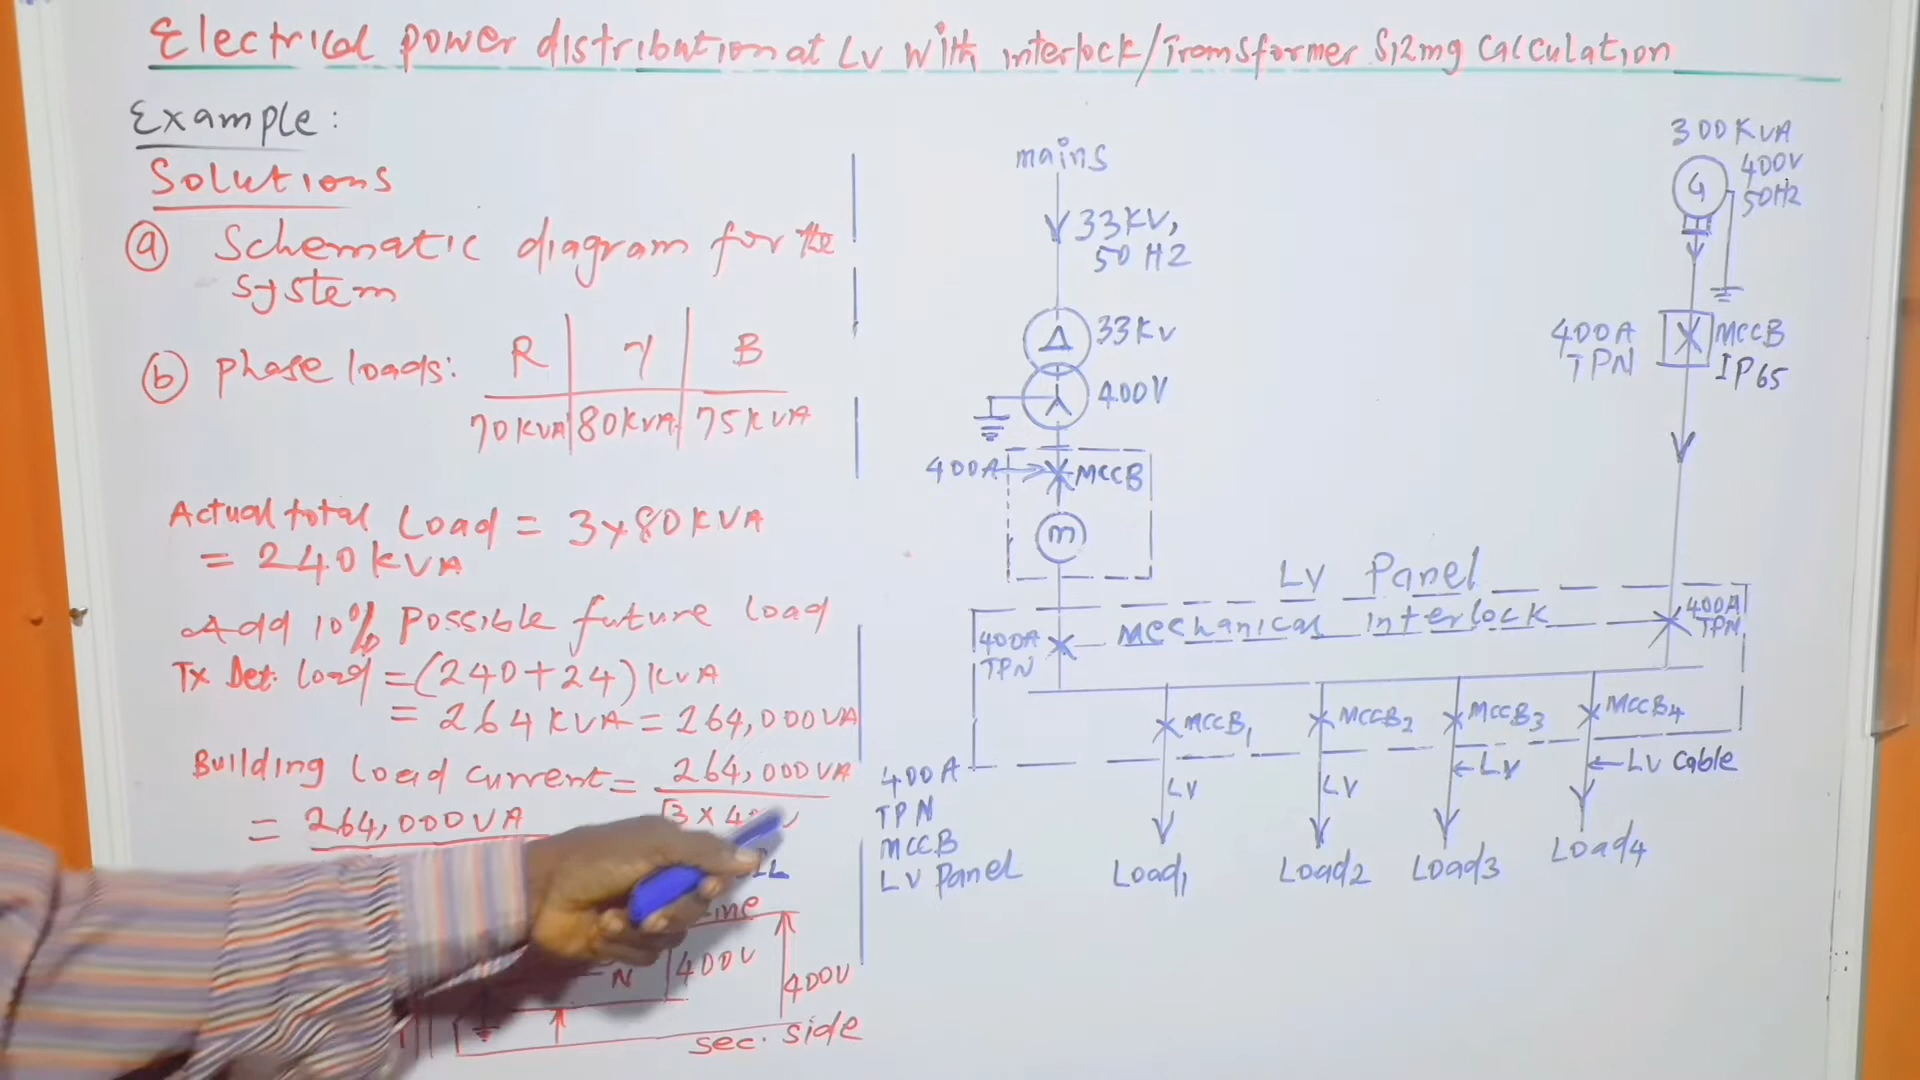 Electrical power distribution at LV with interlock/Transformer Sizing Calculation
Example:
Solutions
(a) Schematic diagram for the
system
(b) Phase loads:
R | Y | B
70KVA | 80KVA | 75KVA
Actual total Load = 3x80KVA
= 240KVA
Add 10% possible future load
Tx Det. load = (240+24)KVA
= 264KVA = 264,000VA
Building load current = 264,000VA
√3 x
= 264,000VA
N
400V
400V
sec. side
mains
33KV,
50HZ
Δ 33KV
400V
400A MCCB
m
300KVA
G 400V
50HZ
400A
TPN
MCCB
IP65
LV Panel
mechanical interlock
400A
TPN
400A
TPN
MCCB1 MCCB2 MCCB3 MCCB4
LV LV LV LV Cable
Load1 Load2 Load3 Load4
400A
TPN
MCCB
LV Panel